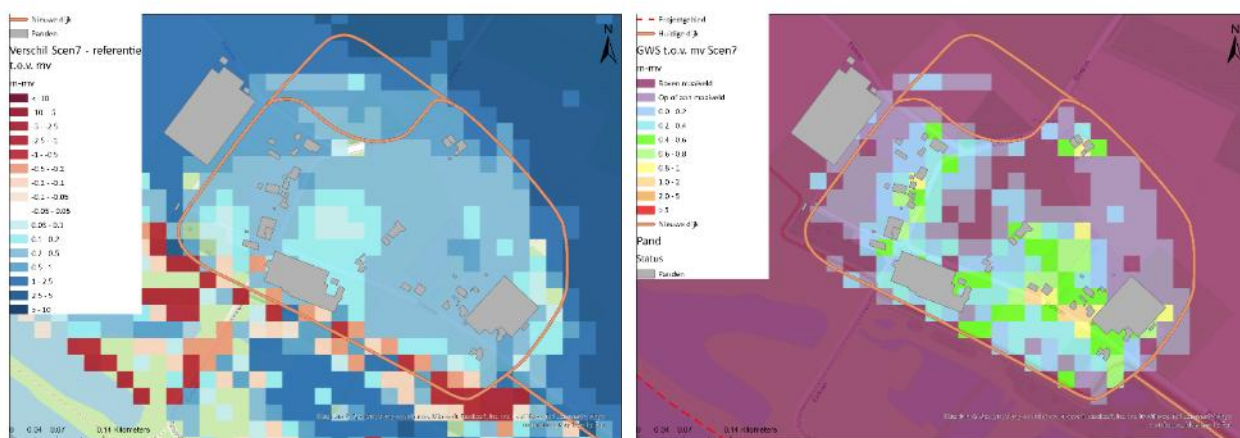 Nieuwe dijk
Panden
Verschil Scen7 - referentie
t.o.v. mv
m-mv
< -10
-10 - -5
-5 - -2.5
-2.5 - -1
-1 - -0.5
-0.5 - -0.2
-0.1 - -0.05
-0.05 - 0.05
0.05 - 0.1
0.1 - 0.2
0.2 - 0.5
0.5 - 1
1 - 2.5
2.5 - 5
5 - 10
N
0 0.04 0.07 0.14 Kilometers
Projectgebied
Huidige dijk
GWS t.o.v. mv Scen7
m-mv
Boven maaiveld
Op of aan maaiveld
0.0 - 0.2
0.2 - 0.4
0.4 - 0.6
0.6 - 0.8
0.8 - 1
1.0 - 2
2.0 - 5
> 5
Nieuwe dijk
Pand
Status
Panden
N
0 0.04 0.07 0.14 Kilometers